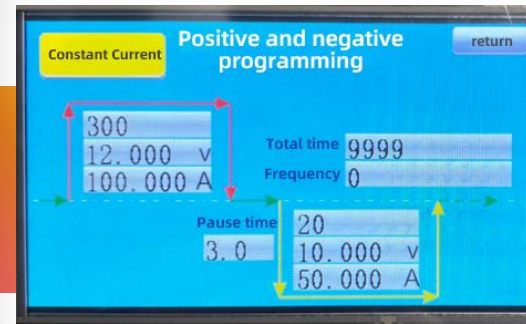 Constant Current
Positive and negative
programming
return
300
12.000 V
100.000 A
Total time 9999
Frequency 0
Pause time
3.0
20
10.000 V
50.000 A